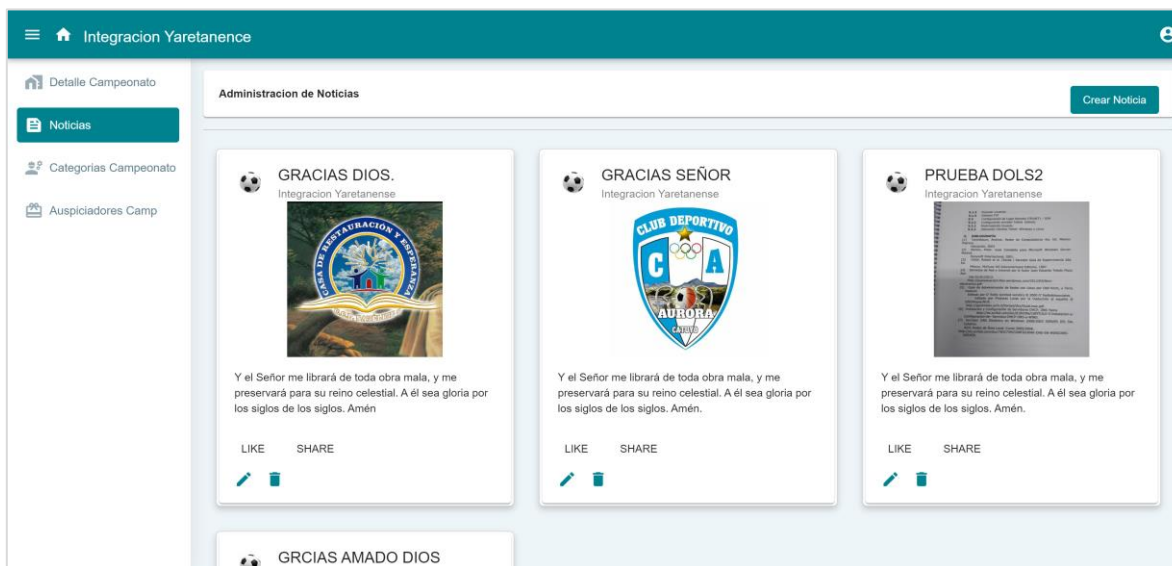 Integracion Yaretanence
Detalle Campeonato
Noticias
Categorias Campeonato
Auspiciadores Camp
Administracion de Noticias
Crear Noticia
GRACIAS DIOS.
Integracion Yaretanense
CASA DE RESTAURACIÓN Y ESPERANZA
Y el Señor me librará de toda obra mala, y me
preservará para su reino celestial. A él sea gloria por
los siglos de los siglos. Amén
LIKE SHARE
GRACIAS SEÑOR
Integracion Yaretanense
CLUB DEPORTIVO
C A
AURORA
Y el Señor me librará de toda obra mala, y me
preservará para su reino celestial. A él sea gloria por
los siglos de los siglos. Amén.
LIKE SHARE
PRUEBA DOLS2
Integracion Yaretanense
Y el Señor me librará de toda obra mala, y me
preservará para su reino celestial. A él sea gloria por
los siglos de los siglos. Amén.
LIKE SHARE
GRCIAS AMADO DIOS